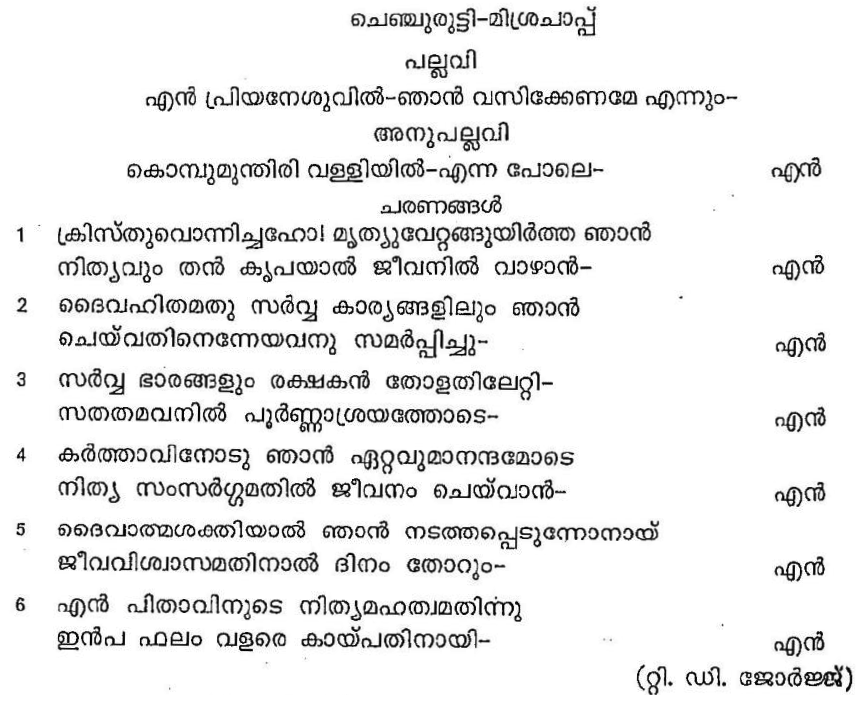 ചെഞ്ചുരുട്ടി-മിശ്രചാപ്പ്
പല്ലവി
എൻ പ്രിയനേശുവിൽ-ഞാൻ വസിക്കേണമേ എന്നും-
അനുപല്ലവി
കൊമ്പുമുന്തിരി വള്ളിയിൽ-എന്ന പോലെ- എൻ
ചരണങ്ങൾ
1 ക്രിസ്തുവൊന്നിച്ചഹോ! മൃത്യുവേറ്റങ്ങുയിർത്ത ഞാൻ
നിത്യവും തൻ കൃപയാൽ ജീവനിൽ വാഴാൻ- എൻ
2 ദൈവഹിതമതു സർവ്വ കാര്യങ്ങളിലും ഞാൻ
ചെയ്‌വതിനെന്നേയവനു സമർപ്പിച്ചു- എൻ
3 സർവ്വ ഭാരങ്ങളും രക്ഷകൻ തോളതിലേറ്റി-
സതതമവനിൽ പൂർണ്ണാശ്രയത്തോടെ- എൻ
4 കർത്താവിനോടു ഞാൻ ഏറ്റവുമാനന്ദമോടെ
നിത്യ സംസർഗ്ഗമതിൽ ജീവനം ചെയ്‌വാൻ- എൻ
5 ദൈവാത്മശക്തിയാൽ ഞാൻ നടത്തപ്പെടുന്നോനായ്
ജീവവിശ്വാസമതിനാൽ ദിനം തോറും- എൻ
6 എൻ പിതാവിനുടെ നിത്യമഹത്വമതിന്നു
ഇൻപ ഫലം വളരെ കായ്പതിനായി- എൻ
(റ്റി. ഡി. ജോർജ്ജ്)